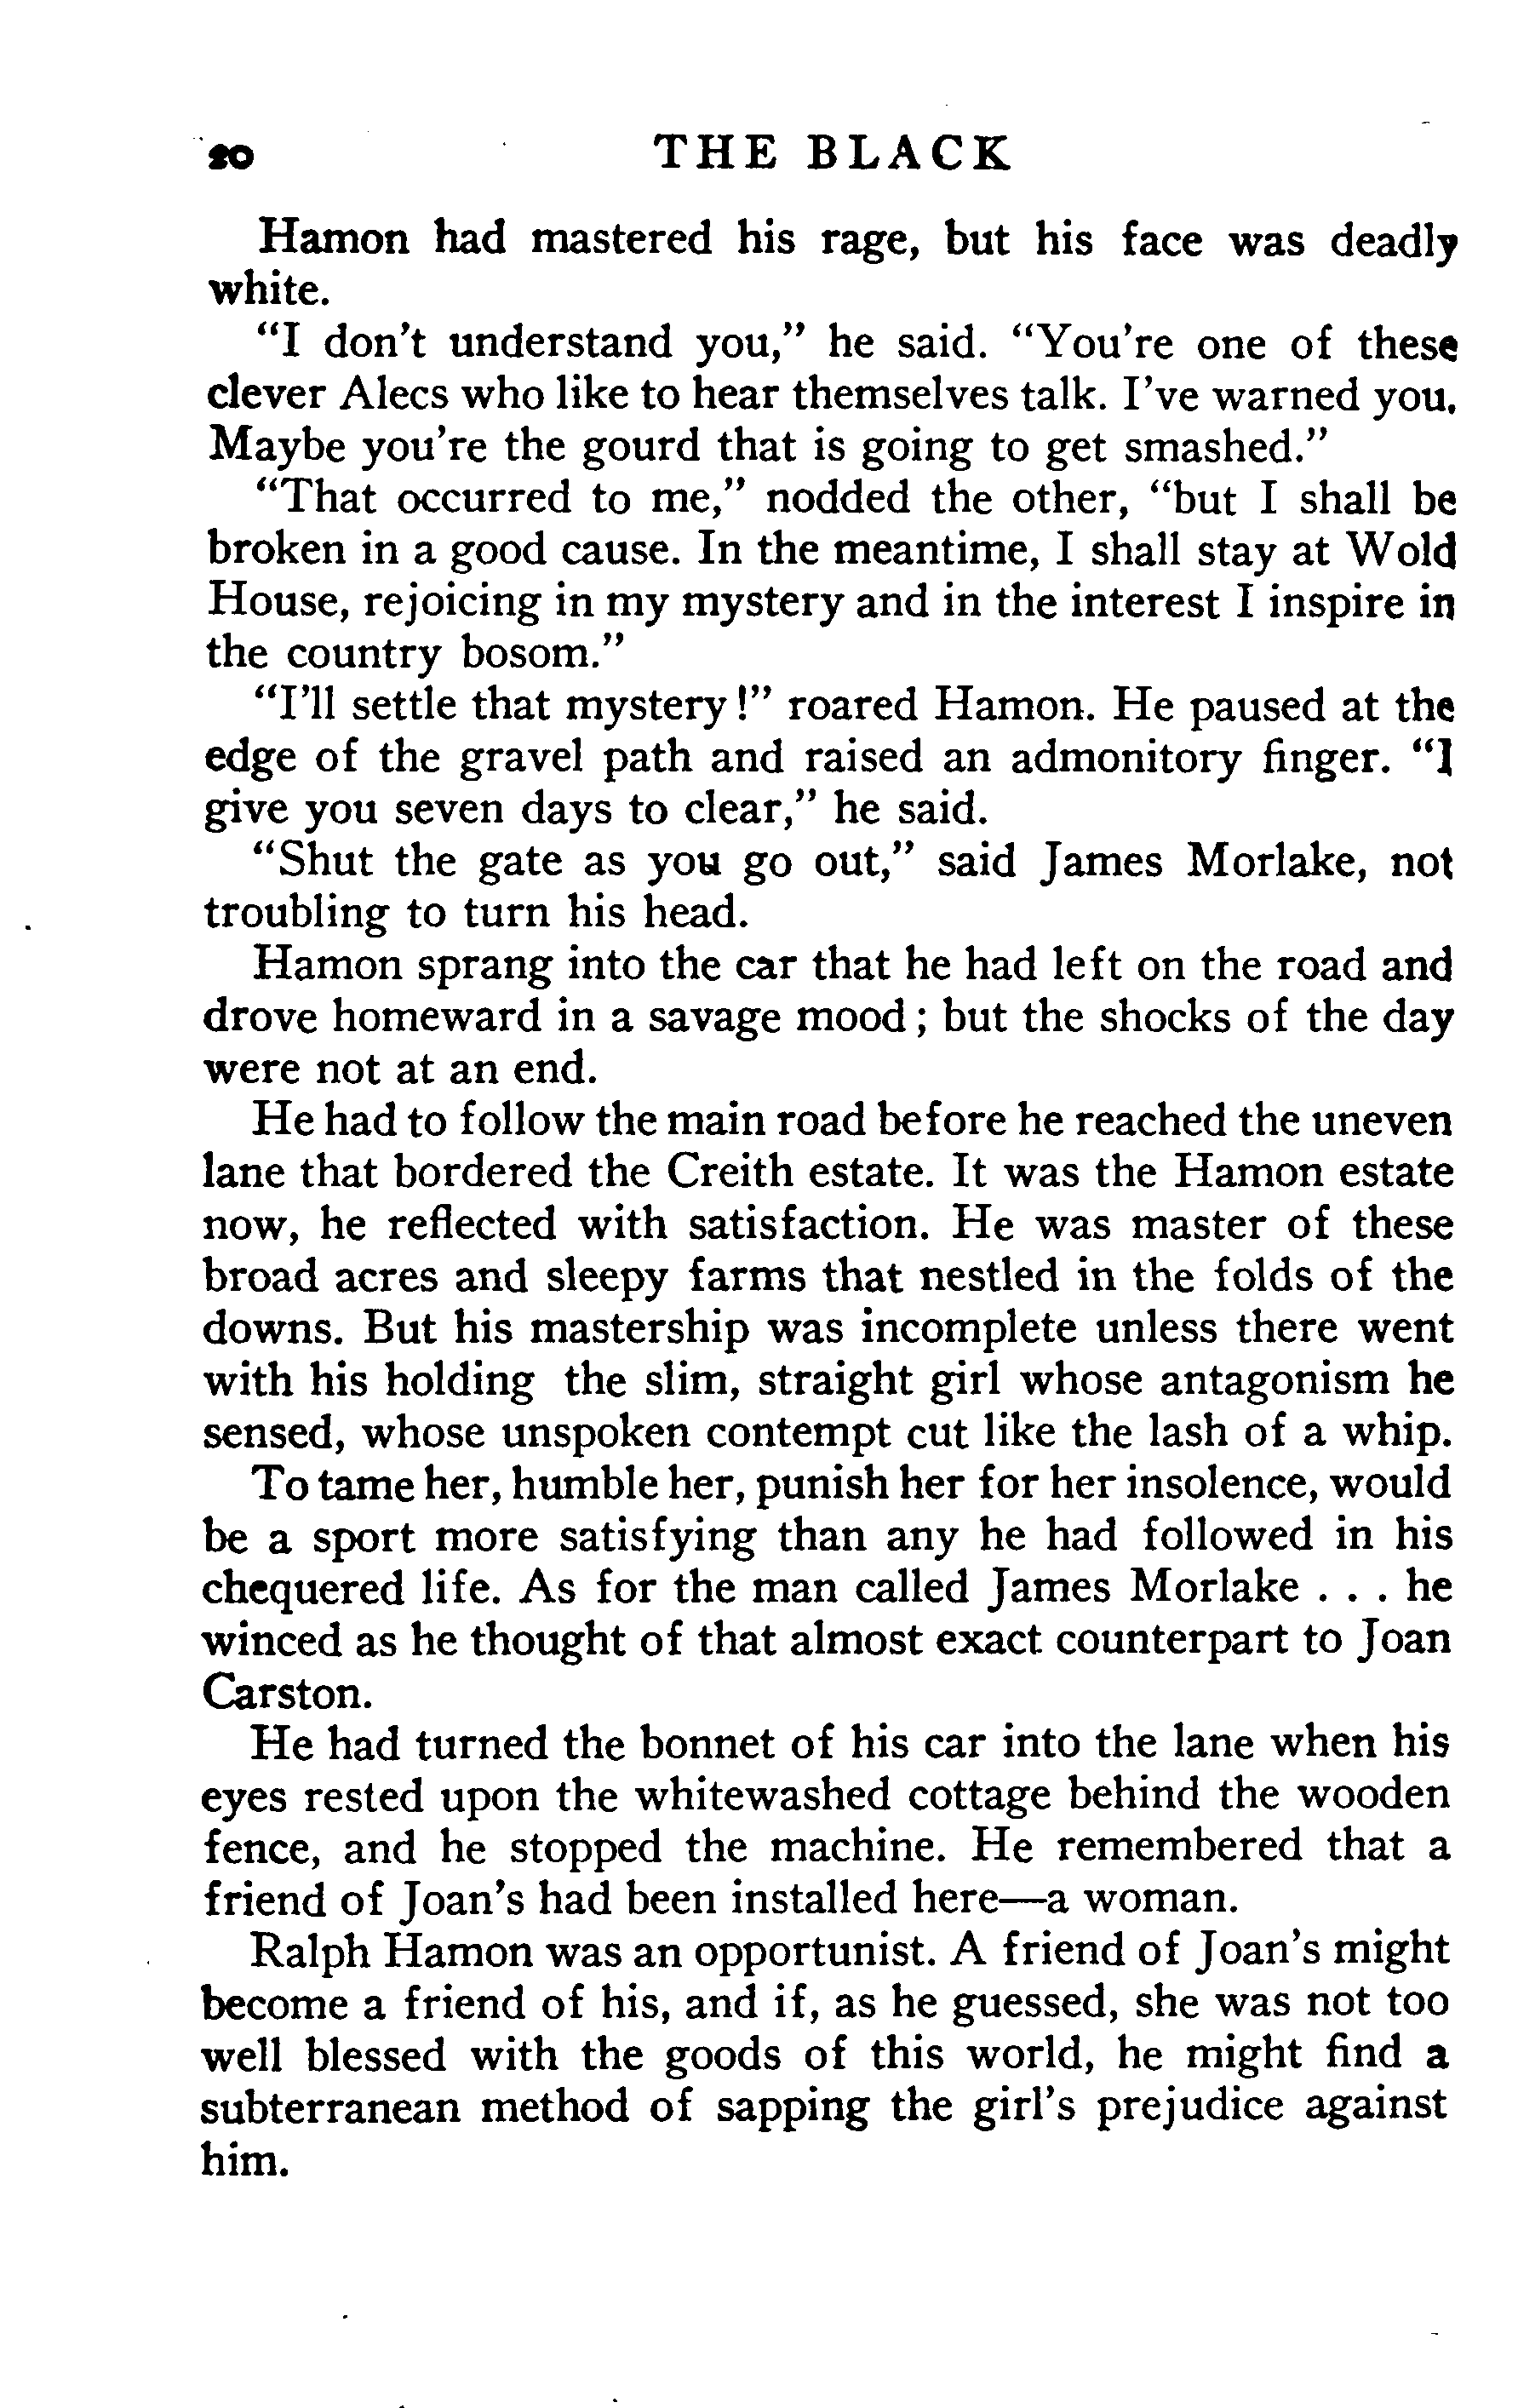 20 THE BLACK
Hamon had mastered his rage, but his face was deadly
white.
"I don't understand you," he said. "You're one of these
clever Alecs who like to hear themselves talk. I've warned you.
Maybe you're the gourd that is going to get smashed."
"That occurred to me," nodded the other, "but I shall be
broken in a good cause. In the meantime, I shall stay at Wold
House, rejoicing in my mystery and in the interest I inspire in
the country bosom."
"I'll settle that mystery!" roared Hamon. He paused at the
edge of the gravel path and raised an admonitory finger. "I
give you seven days to clear," he said.
"Shut the gate as you go out," said James Morlake, not
troubling to turn his head.
Hamon sprang into the car that he had left on the road and
drove homeward in a savage mood; but the shocks of the day
were not at an end.
He had to follow the main road before he reached the uneven
lane that bordered the Creith estate. It was the Hamon estate
now, he reflected with satisfaction. He was master of these
broad acres and sleepy farms that nestled in the folds of the
downs. But his mastership was incomplete unless there went
with his holding the slim, straight girl whose antagonism he
sensed, whose unspoken contempt cut like the lash of a whip.
To tame her, humble her, punish her for her insolence, would
be a sport more satisfying than any he had followed in his
chequered life. As for the man called James Morlake . . . he
winced as he thought of that almost exact counterpart to Joan
Carston.
He had turned the bonnet of his car into the lane when his
eyes rested upon the whitewashed cottage behind the wooden
fence, and he stopped the machine. He remembered that a
friend of Joan's had been installed here—a woman.
Ralph Hamon was an opportunist. A friend of Joan's might
become a friend of his, and if, as he guessed, she was not too
well blessed with the goods of this world, he might find a
subterranean method of sapping the girl's prejudice against
him.